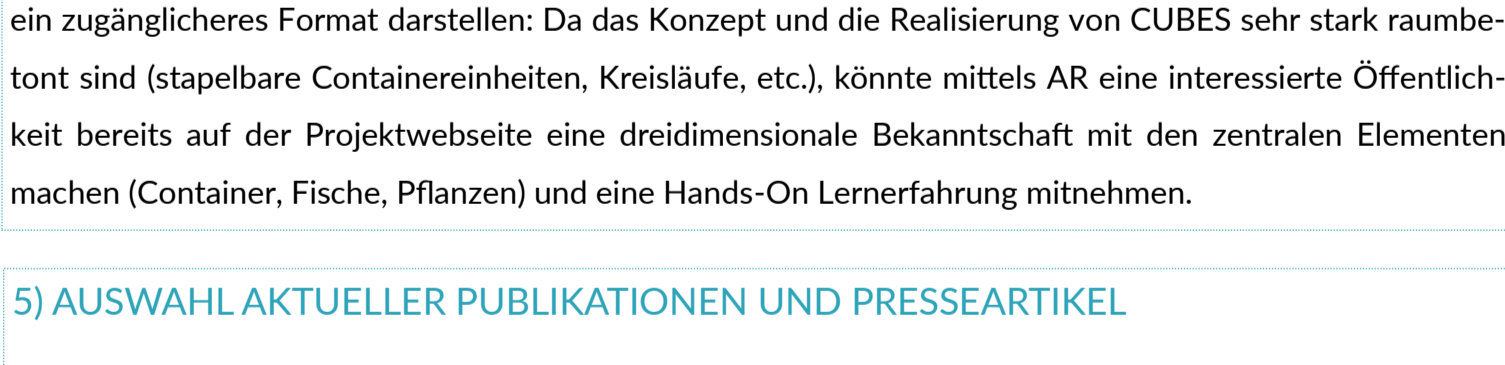 ein zugänglicheres Format darstellen: Da das Konzept und die Realisierung von CUBES sehr stark raumbe-
tont sind (stapelbare Containereinheiten, Kreisläufe, etc.), könnte mittels AR eine interessierte Öffentlich-
keit bereits auf der Projektwebseite eine dreidimensionale Bekanntschaft mit den zentralen Elementen
machen (Container, Fische, Pflanzen) und eine Hands-On Lernerfahrung mitnehmen.
5) AUSWAHL AKTUELLER PUBLIKATIONEN UND PRESSEARTIKEL